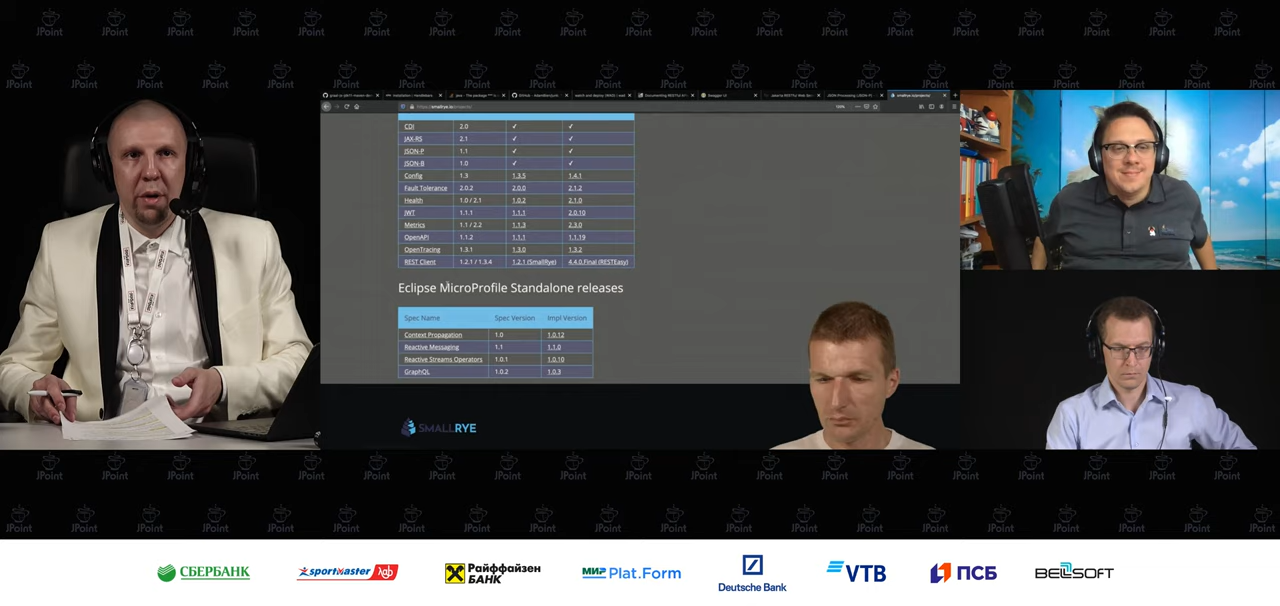 JPoint
https://smallrye.io/projects/
CDI 2.0 ✓ ✓
JAX-RS 2.1 ✓ ✓
JSON-P 1.1 ✓ ✓
JSON-B 1.0 ✓ ✓
Config 1.3 1.3.5 1.4.1
Fault Tolerance 2.0.2 2.0.0 2.1.2
Health 1.0 / 2.1 1.0.2 2.1.0
JWT 1.1.1 1.1.1 2.0.10
Metrics 1.1 / 2.2 1.1.3 2.3.0
OpenAPI 1.1.2 1.1.1 1.1.19
OpenTracing 1.3.1 1.3.0 1.3.2
REST Client 1.2.1 / 1.3.4 1.2.1 (SmallRye) 4.4.0.Final (RESTEasy)
Eclipse MicroProfile Standalone releases
Spec Name Spec Version Impl Version
Context Propagation 1.0 1.0.12
Reactive Messaging 1.1 1.1.0
Reactive Streams Operators 1.0.1 1.0.10
GraphQL 1.0.2 1.0.3
SMALLRYE
СБЕРБАНК
sportmaster лаб
Райффайзен
БАНК
МИР Plat.Form
Deutsche Bank
VTB
ПСБ
BELLSOFT